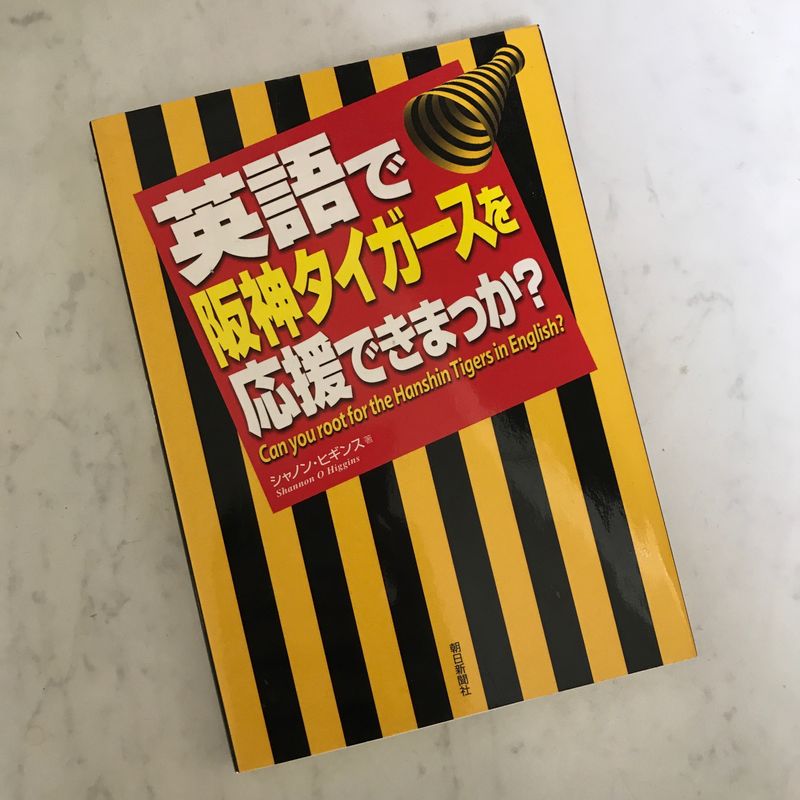 英語で
阪神タイガースを
応援できまっか?
Can you root for the Hanshin Tigers in English?
シャノン・ヒギンス著
Shannon O Higgins
朝日新聞社